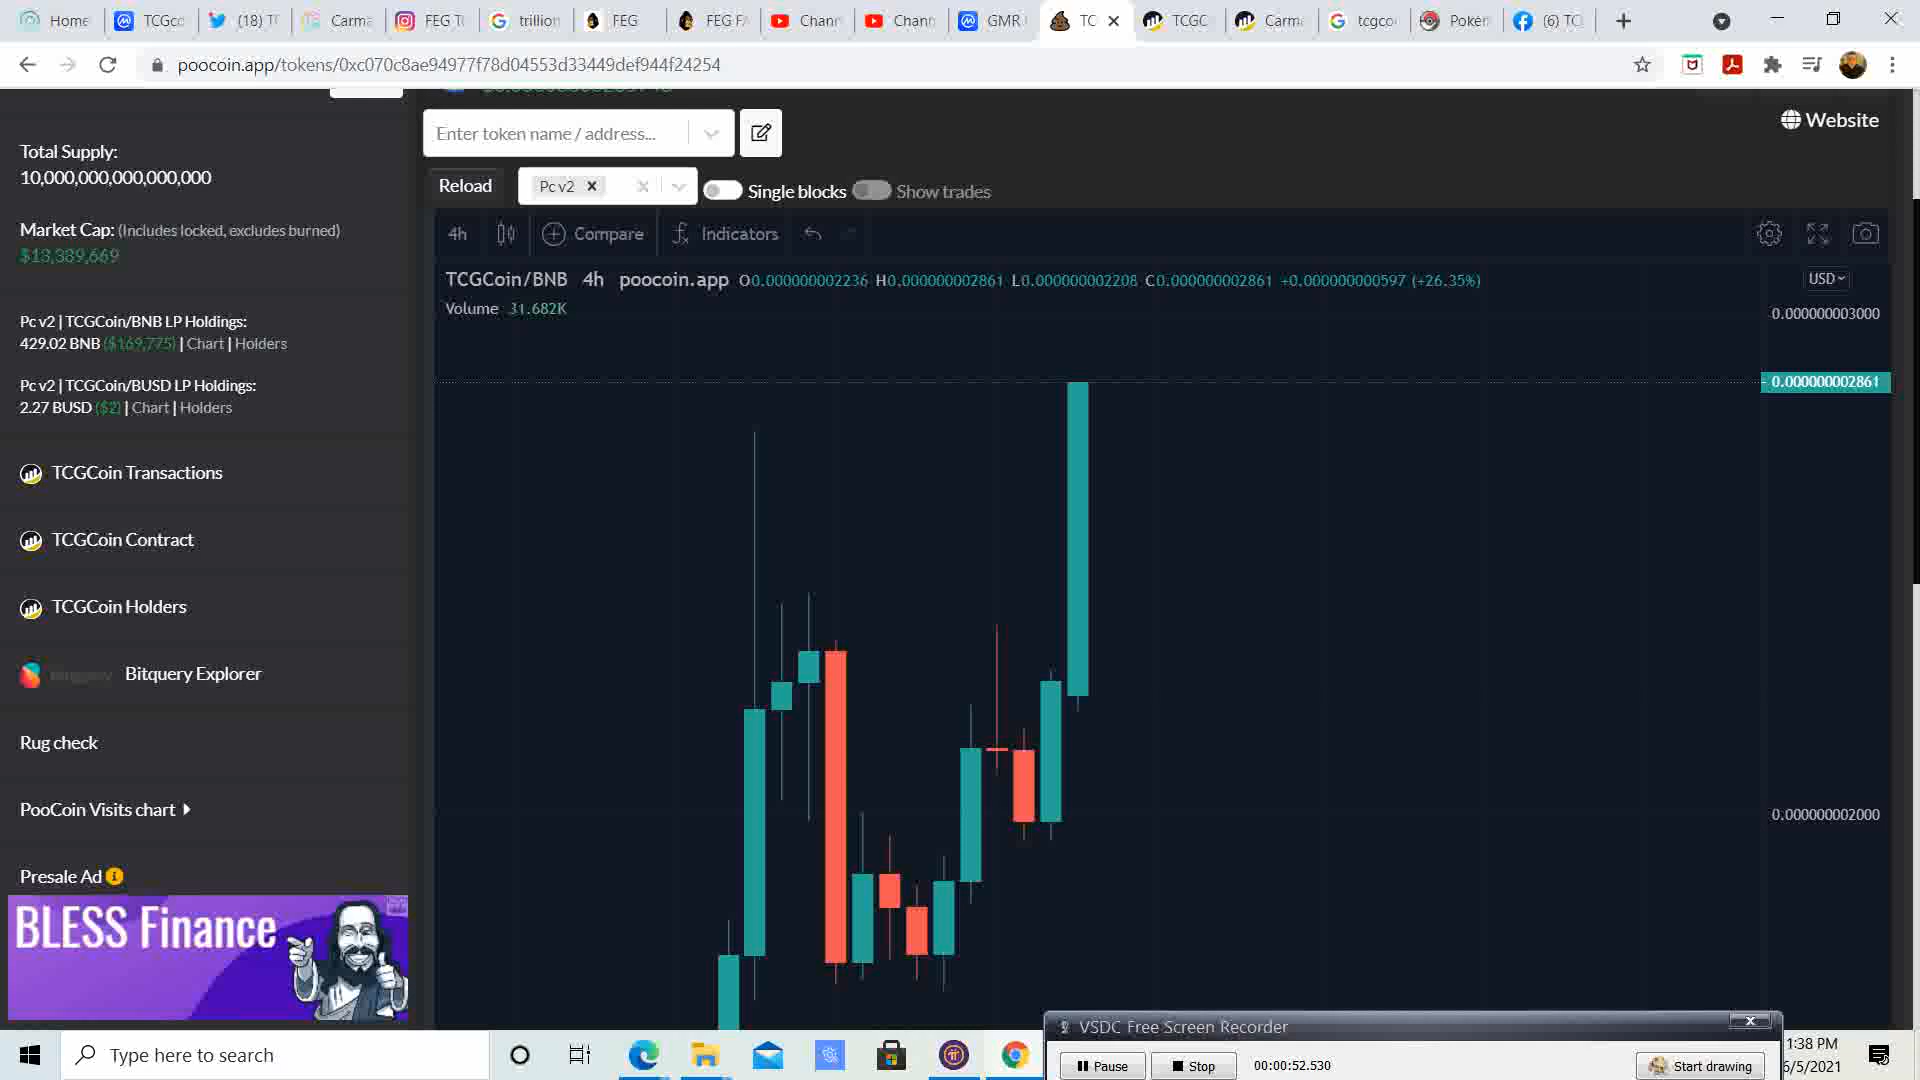 Home
TCGco
(18) T
Carma
FEG T
trillion
FEG
FEG F
Chann
Chann
GMR
TC
TCGC
Carm
tcgco
Pokém
(6) TC
poocoin.app/tokens/0xc070c8ae94977f78d04553d33449def944f24254
Total Supply:
10,000,000,000,000,000
Market Cap: (Includes locked, excludes burned)
$13,389,669
Pc v2 | TCGCoin/BNB LP Holdings:
429.02 BNB ($169,775) | Chart | Holders
Pc v2 | TCGCoin/BUSD LP Holdings:
2.27 BUSD ($2) | Chart | Holders
TCGCoin Transactions
TCGCoin Contract
TCGCoin Holders
Bitquery Explorer
Rug check
PooCoin Visits chart
Presale Ad
BLESS Finance
Enter token name / address...
Website
Reload
Pc v2
Single blocks
Show trades
4h
Compare
Indicators
TCGCoin/BNB 4h poocoin.app O0.000000002236 H0.000000002861 L0.000000002208 C0.000000002861 +0.000000000597 (+26.35%)
Volume 31.682K
USD
0.000000003000
0.000000002861
0.000000002000
VSDC Free Screen Recorder
Pause
Stop
00:00:52.530
Start drawing
Type here to search
1:38 PM
6/5/2021